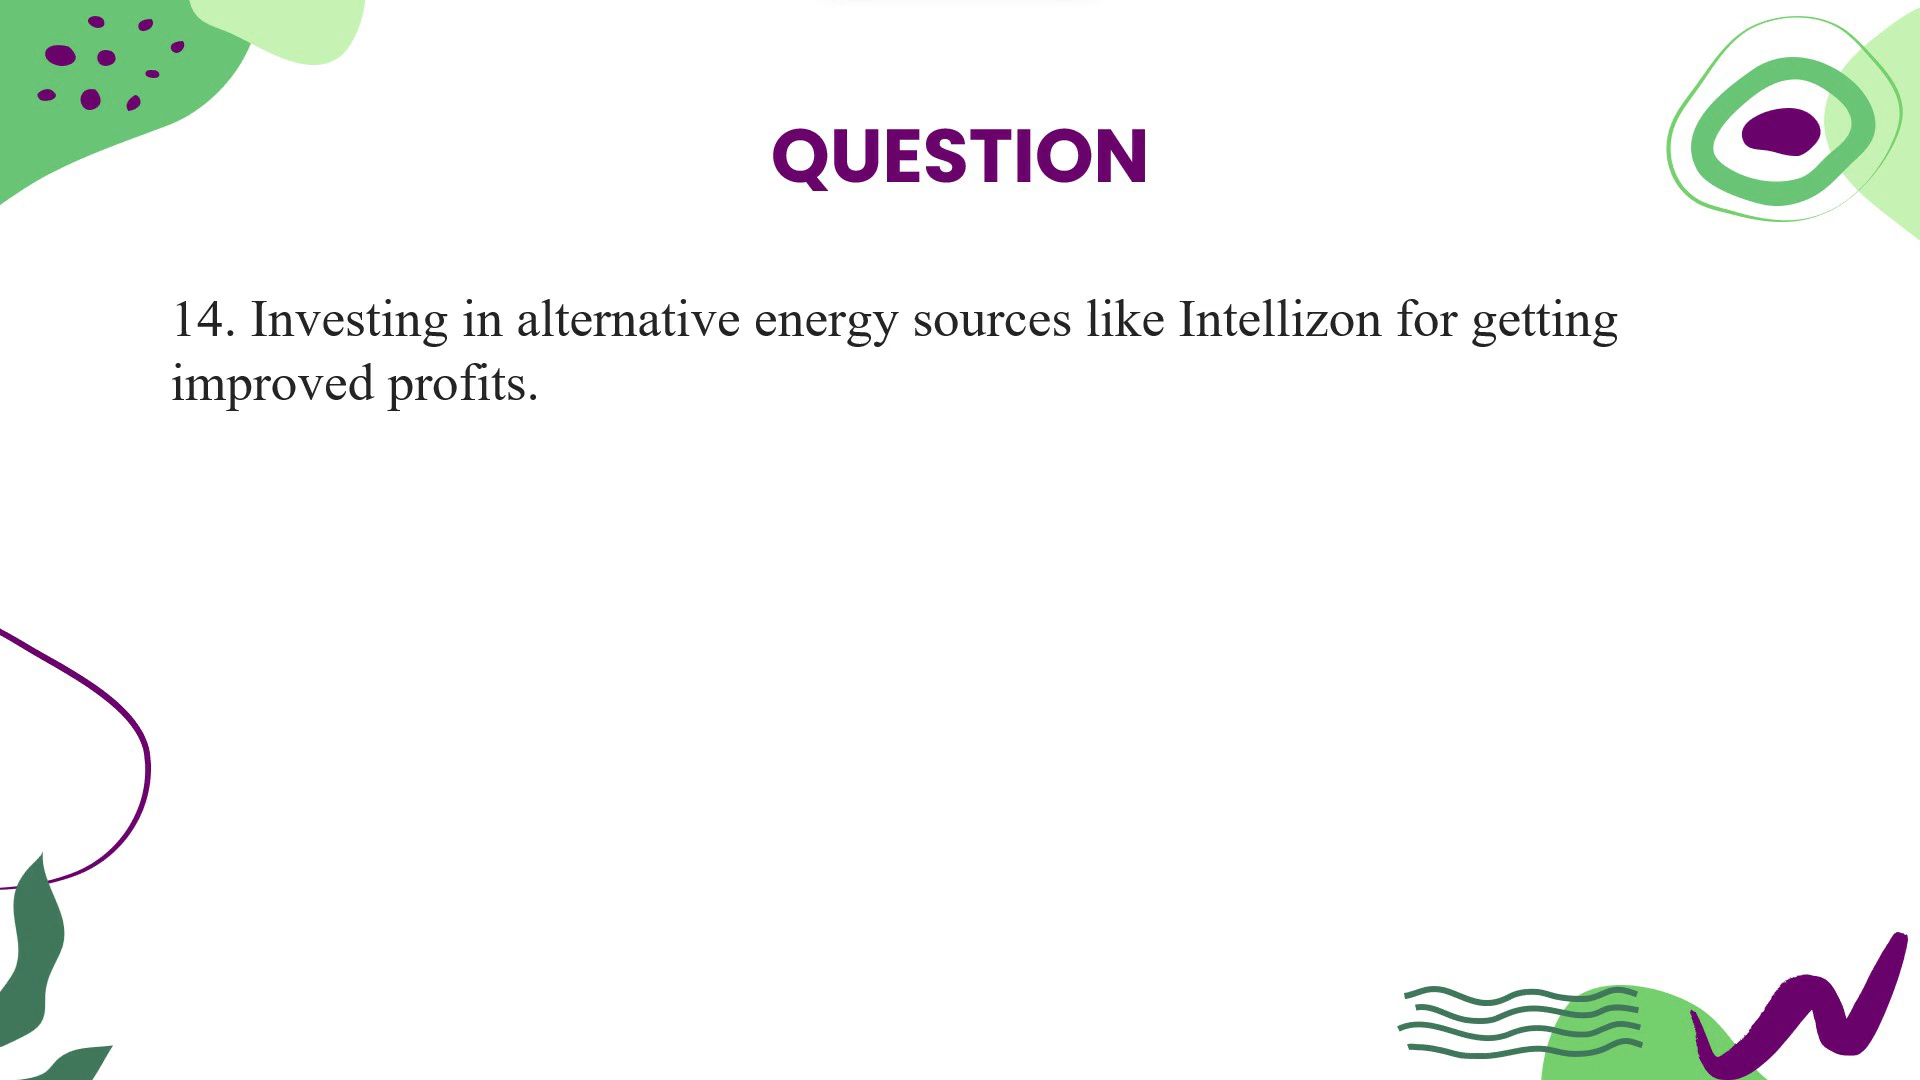 QUESTION
14. Investing in alternative energy sources like Intellizon for getting
improved profits.